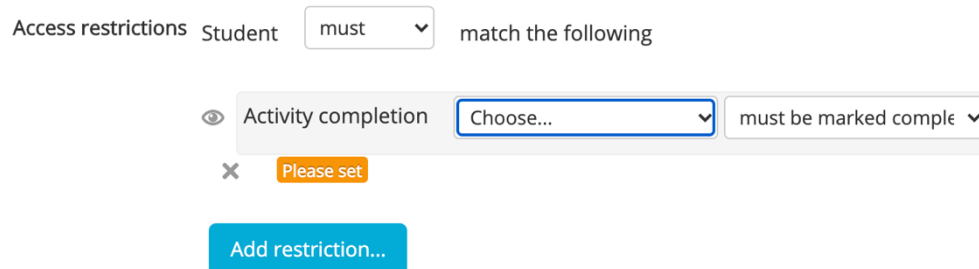 Access restrictions Student must match the following
Activity completion Choose... must be marked comple
Please set
Add restriction...